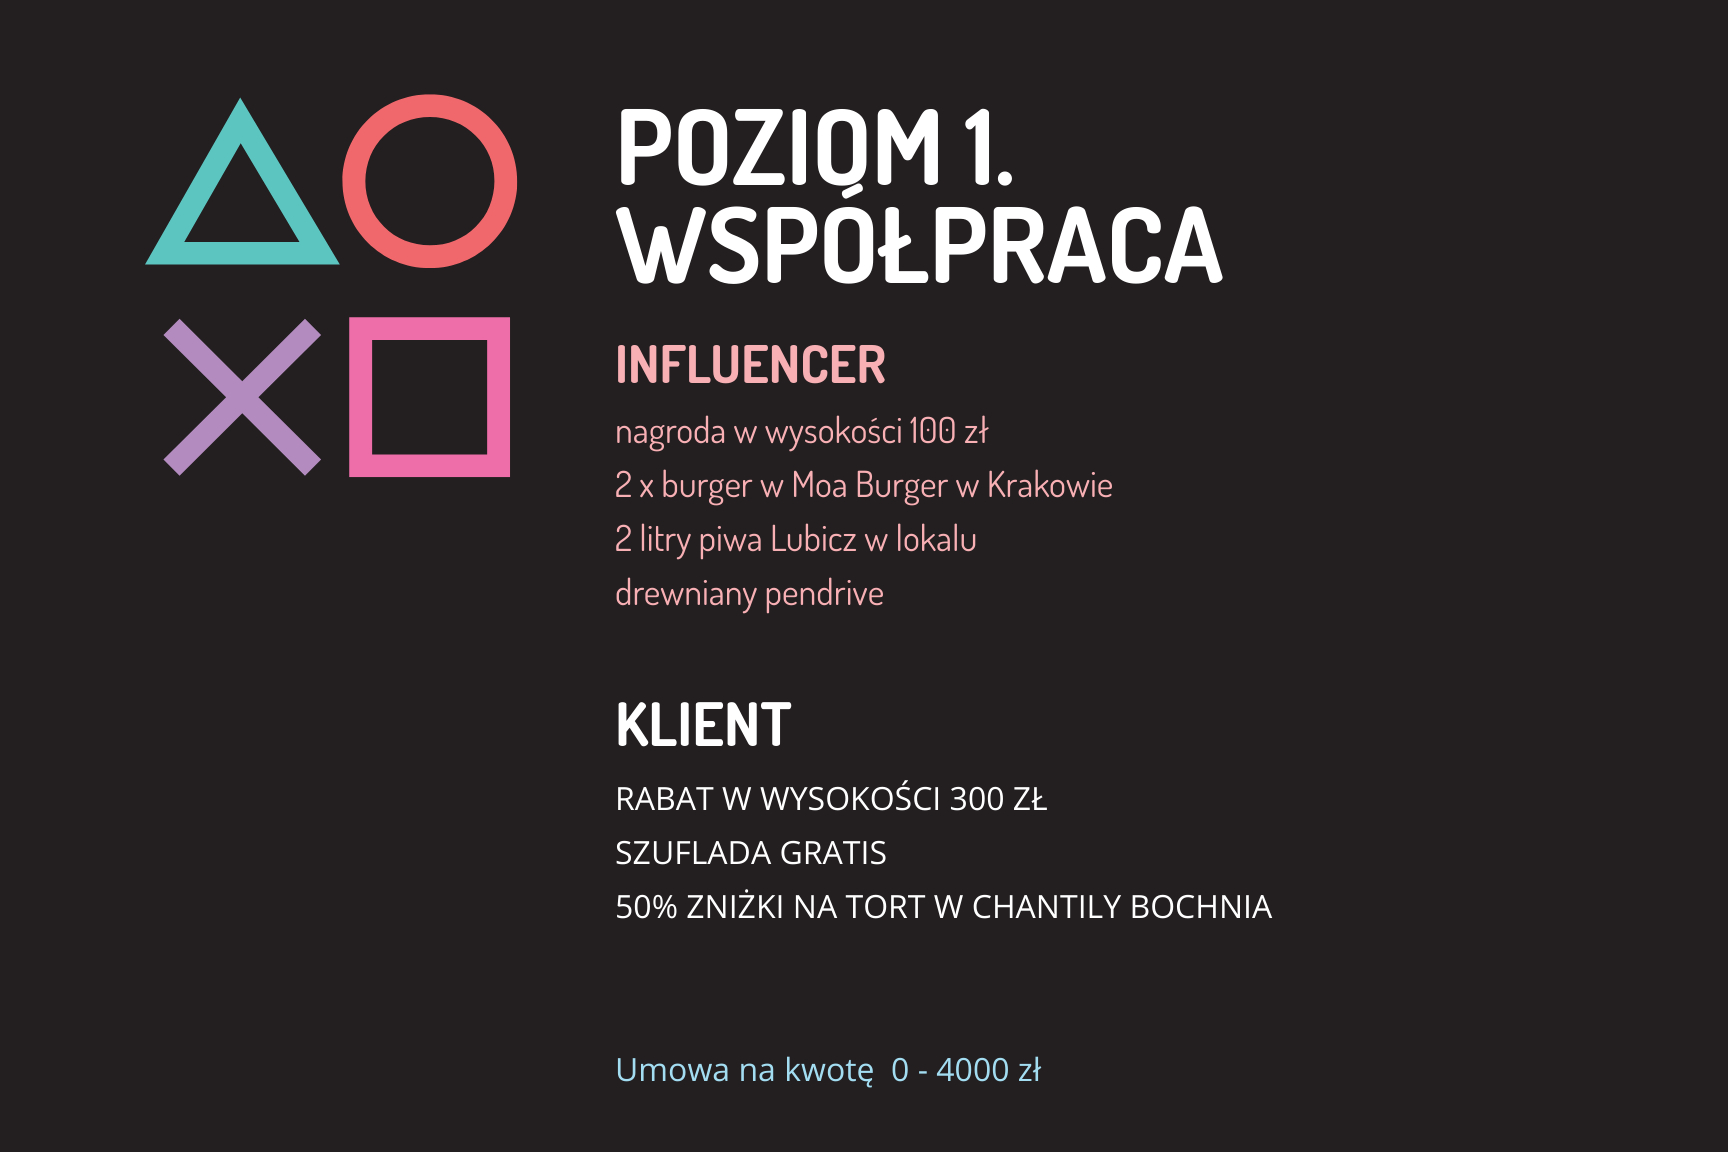 POZIOM 1.
WSPÓŁPRACA
INFLUENCER
nagroda w wysokości 100 zł
2 x burger w Moa Burger w Krakowie
2 litry piwa Lubicz w lokalu
drewniany pendrive
KLIENT
RABAT W WYSOKOŚCI 300 ZŁ
SZUFLADA GRATIS
50% ZNIŻKI NA TORT W CHANTILY BOCHNIA
Umowa na kwotę  0 - 4000 zł